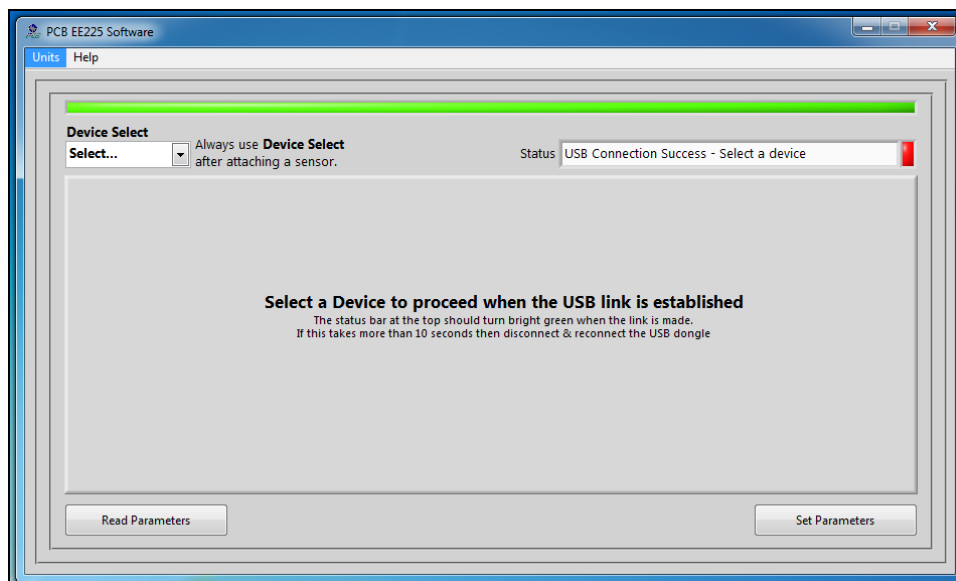 PCB EE225 Software
Units Help
Device Select
Select...
Always use Device Select
after attaching a sensor.
Status USB Connection Success - Select a device
Select a Device to proceed when the USB link is established
The status bar at the top should turn bright green when the link is made.
If this takes more than 10 seconds then disconnect & reconnect the USB dongle
Read Parameters
Set Parameters